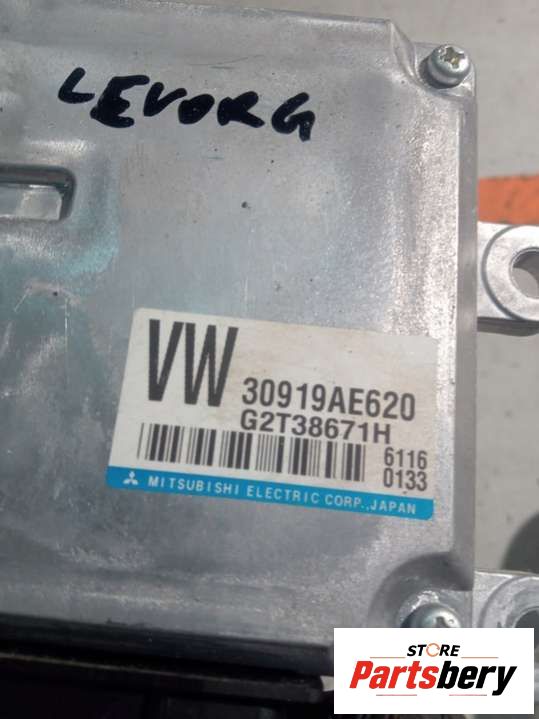 LEVORG
VW 30919AE620
G2T38671H
6116
0133
MITSUBISHI ELECTRIC CORP., JAPAN
STORE
Partsbery